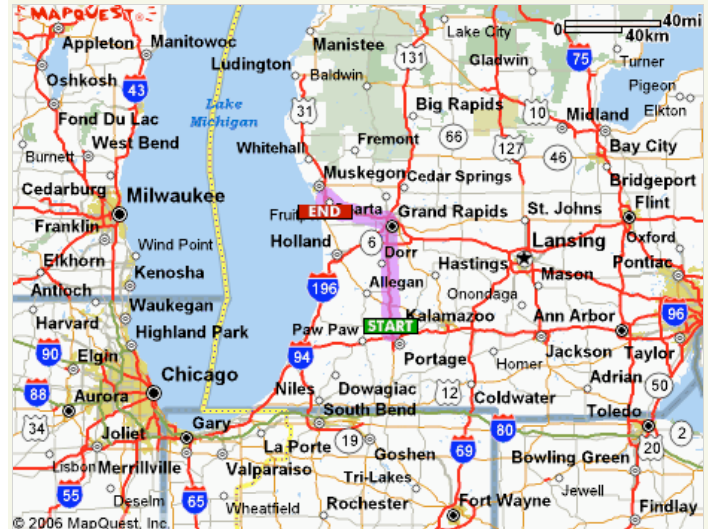 MAPQUEST
40mi
0
40km
Appleton
Manitowoc
Manistee
Lake City
131
Gladwin
75
Turner
Ludington
Baldwin
Oshkosh
43
Pigeon
Lake
Michigan
31
Big Rapids
10
Midland
Elkton
Fond Du Lac
66
127
West Bend
Whitehall
Fremont
46
Bay City
Burnett
Muskegon
Cedar Springs
Bridgeport
Cedarburg
Milwaukee
END
Grand Rapids
St. Johns
Flint
Franklin
Wind Point
Holland
6
Dorr
Lansing
Oxford
Elkhorn
Kenosha
Hastings
Mason
Pontiac
Antloch
196
Allegan
Onondaga
Waukegan
START
Kalamazoo
Ann Arbor
96
Harvard
Highland Park
Paw Paw
90
Elgin
94
Portage
Homer
Jackson
Taylor
88
Chicago
Niles
Dowagiac
12
Coldwater
Adrian
50
Aurora
South Bend
Toledo
34
Gary
80
2
Joliet
La Porte
19
Goshen
69
20
Lisbon
Merrillville
Valparaiso
Bowling Green
55
65
Tri-Lakes
Jewell
Deselm
Wheatfield
Rochester
Fort Wayne
Findlay
© 2006 MapQuest, Inc.